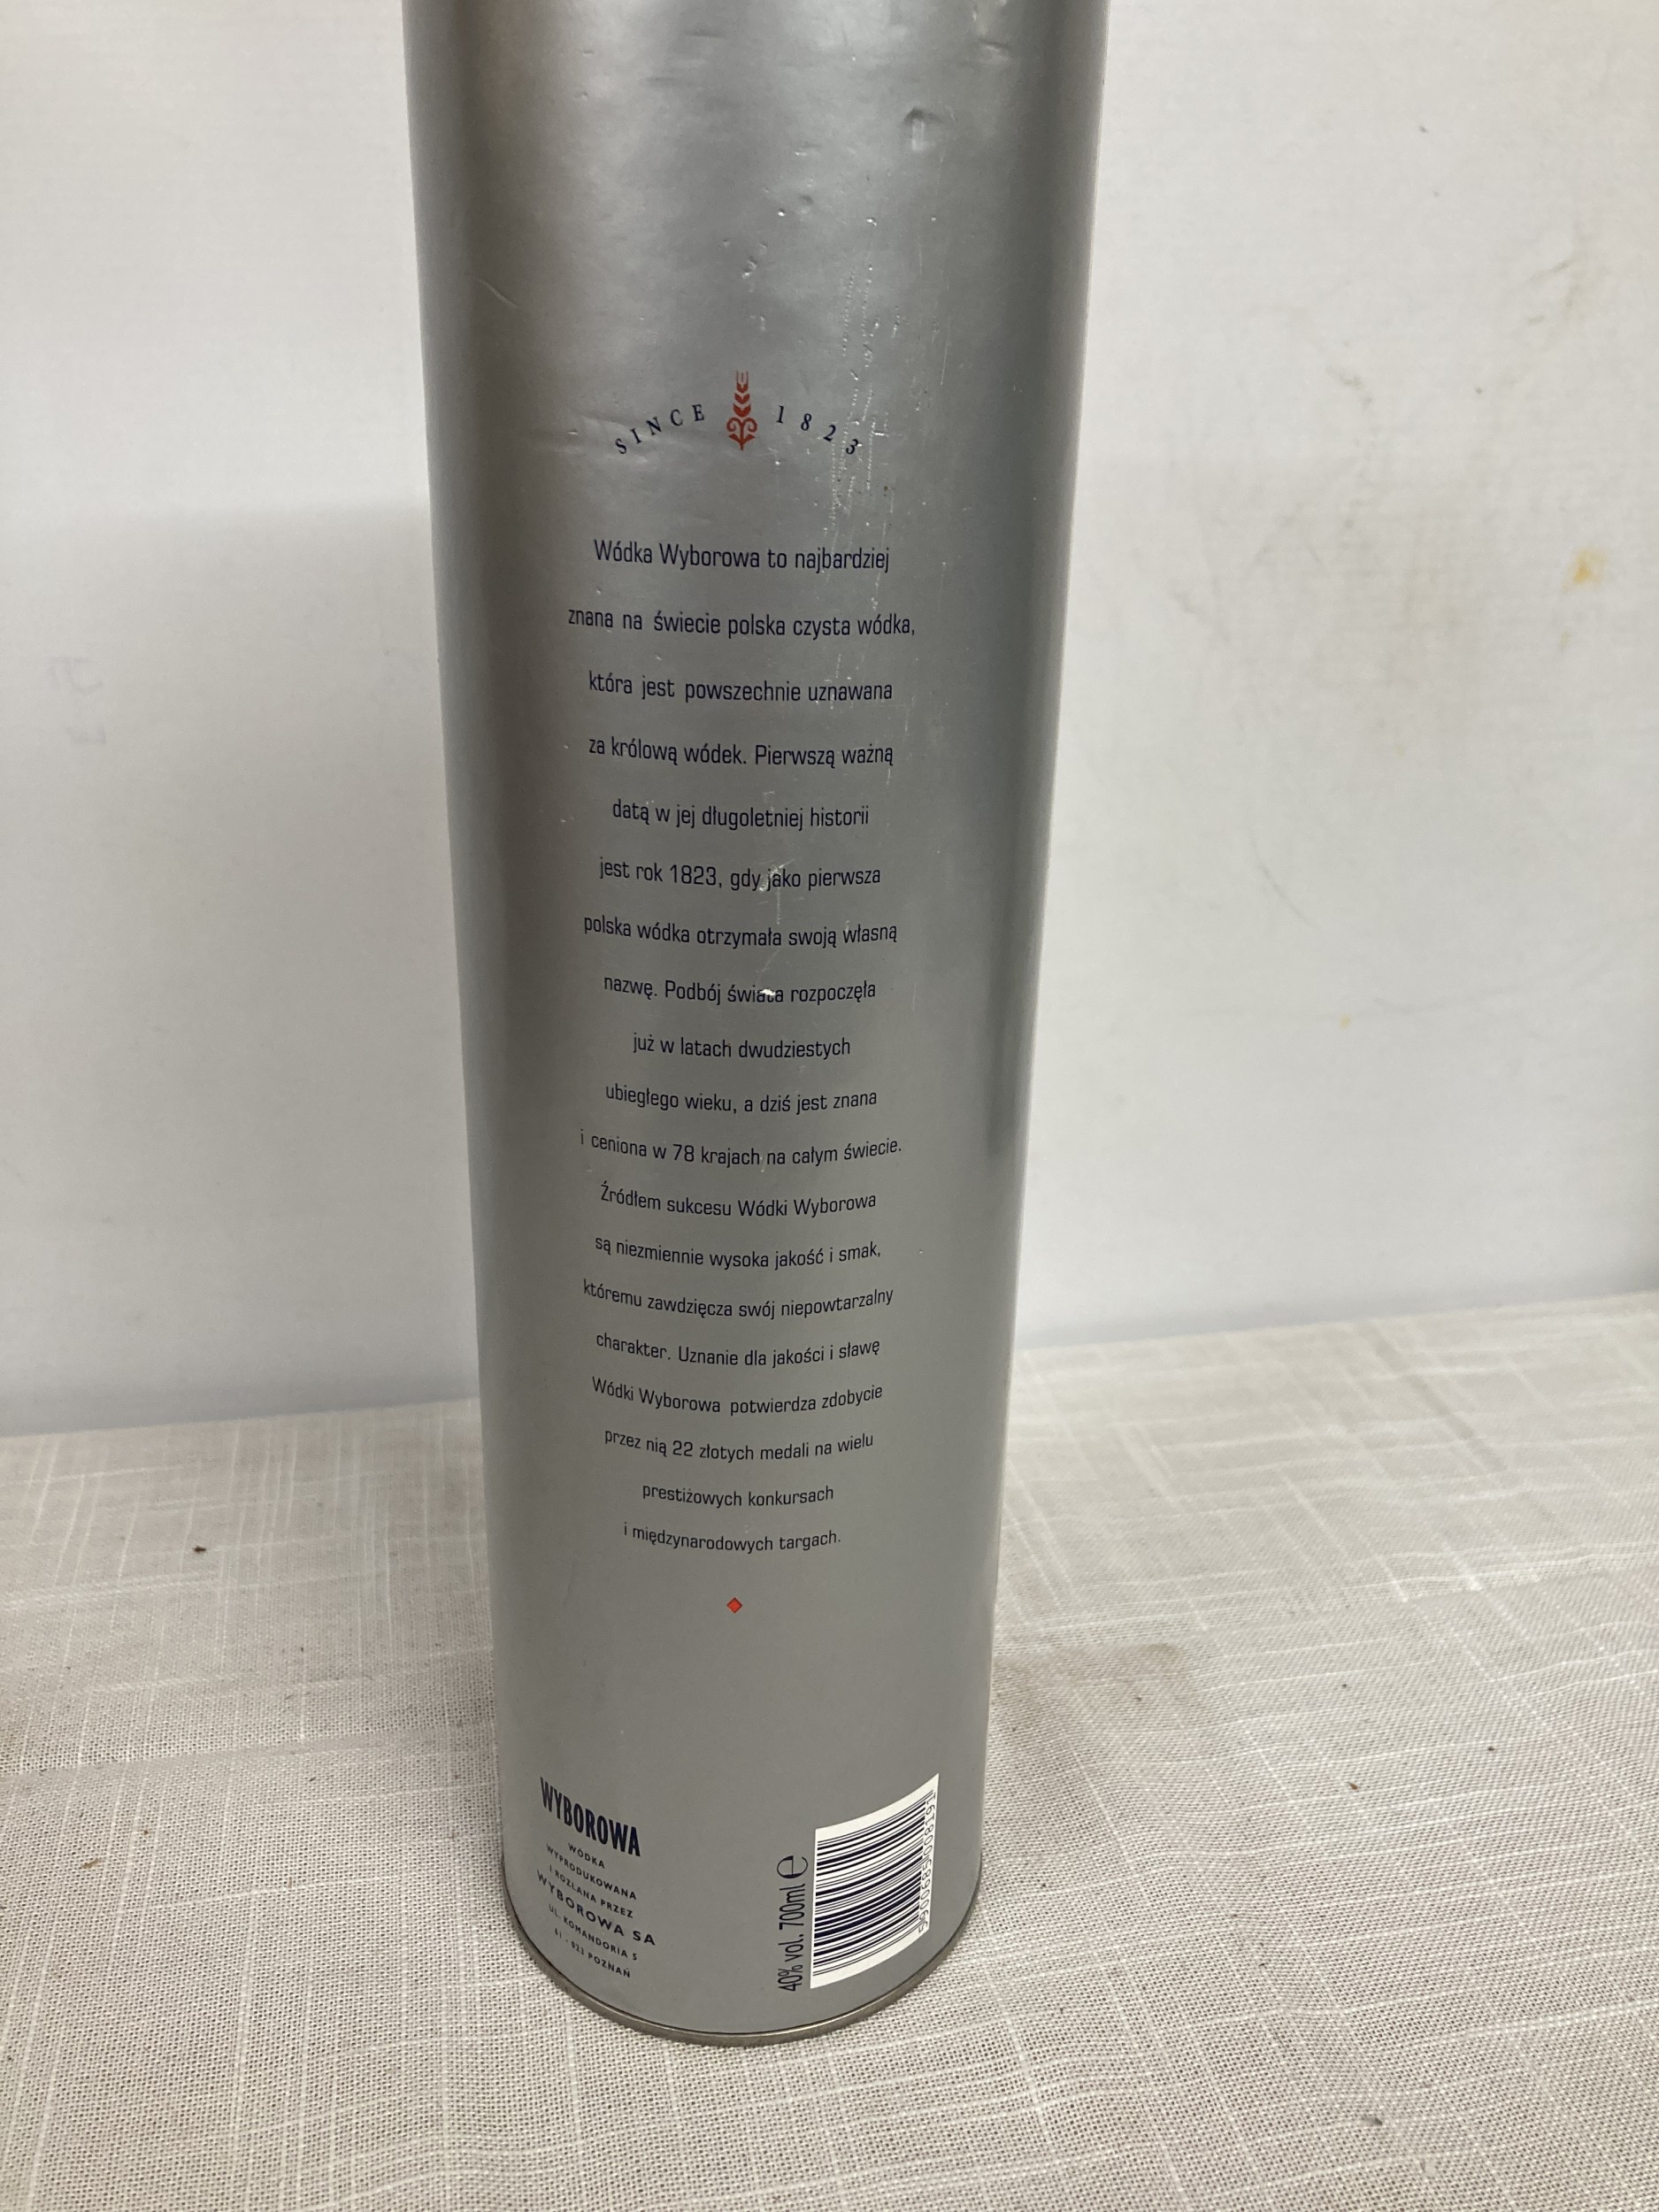 SINCE 1823
Wódka Wyborowa to najbardziej
znana na świecie polska czysta wódka,
która jest powszechnie uznawana
za królową wódek. Pierwszą ważną
datą w jej długoletniej historii
jest rok 1823, gdy jako pierwsza
polska wódka otrzymała swoją własną
nazwę. Podbój świata rozpoczęła
już w latach dwudziestych
ubiegłego wieku, a dziś jest znana
i ceniona w 78 krajach na całym świecie.
Źródłem sukcesu Wódki Wyborowa
są niezmiennie wysoka jakość i smak,
któremu zawdzięcza swój niepowtarzalny
charakter. Uznanie dla jakości i sławę
Wódki Wyborowa potwierdza zdobycie
przez nią 22 złotych medali na wielu
prestiżowych konkursach
i międzynarodowych targach.
WYBOROWA
WÓDKA
WYPRODUKOWANA
I ROZLANA PRZEZ
WYBOROWA SA
UL. KOMANDORIA 5
POZNAŃ
40% vol. 700ml e